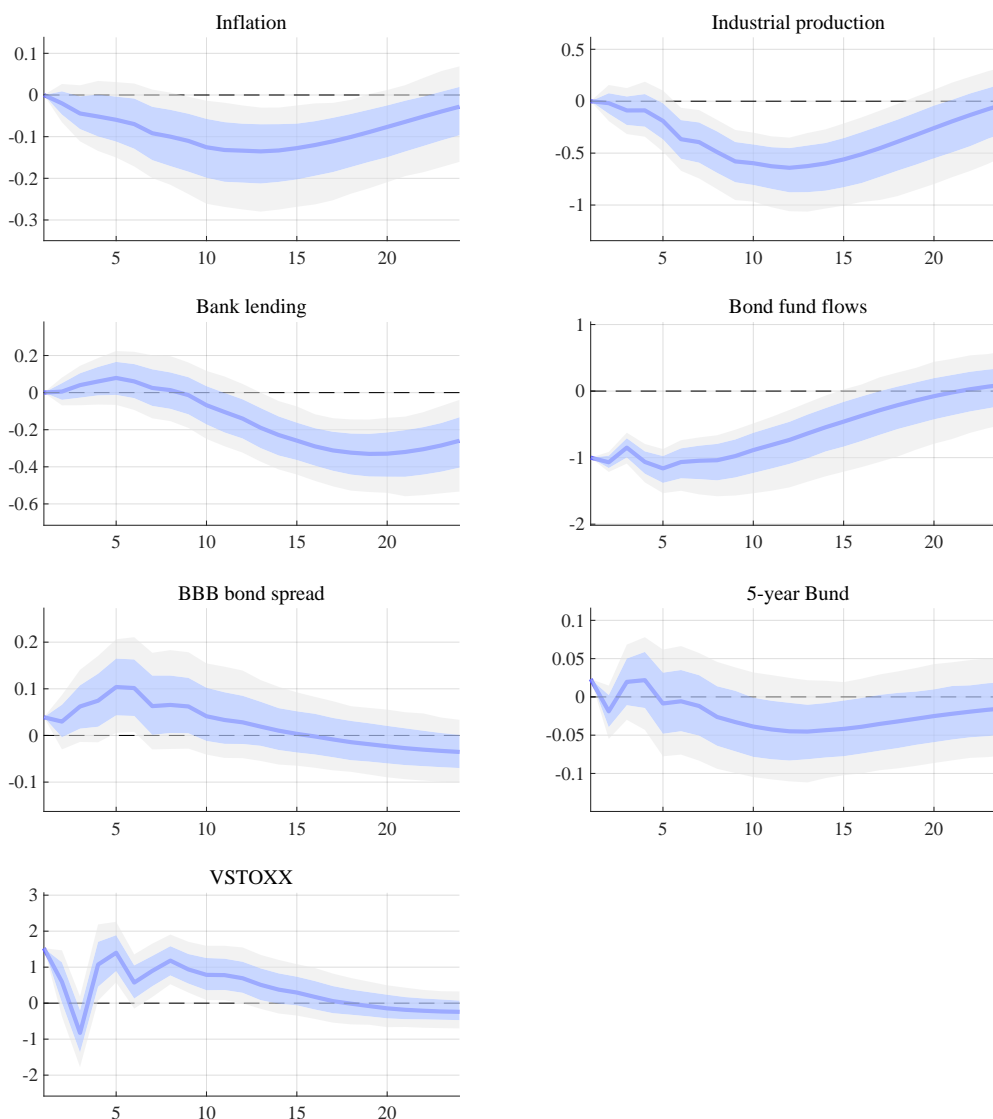 Inflation
0.1
0
-0.1
-0.2
-0.3
5 10 15 20
Industrial production
0.5
0
-0.5
-1
5 10 15 20
Bank lending
0.2
0
-0.2
-0.4
-0.6
5 10 15 20
Bond fund flows
1
0
-1
-2
5 10 15 20
BBB bond spread
0.2
0.1
0
-0.1
5 10 15 20
5-year Bund
0.1
0.05
0
-0.05
-0.1
5 10 15 20
VSTOXX
3
2
1
0
-1
-2
5 10 15 20